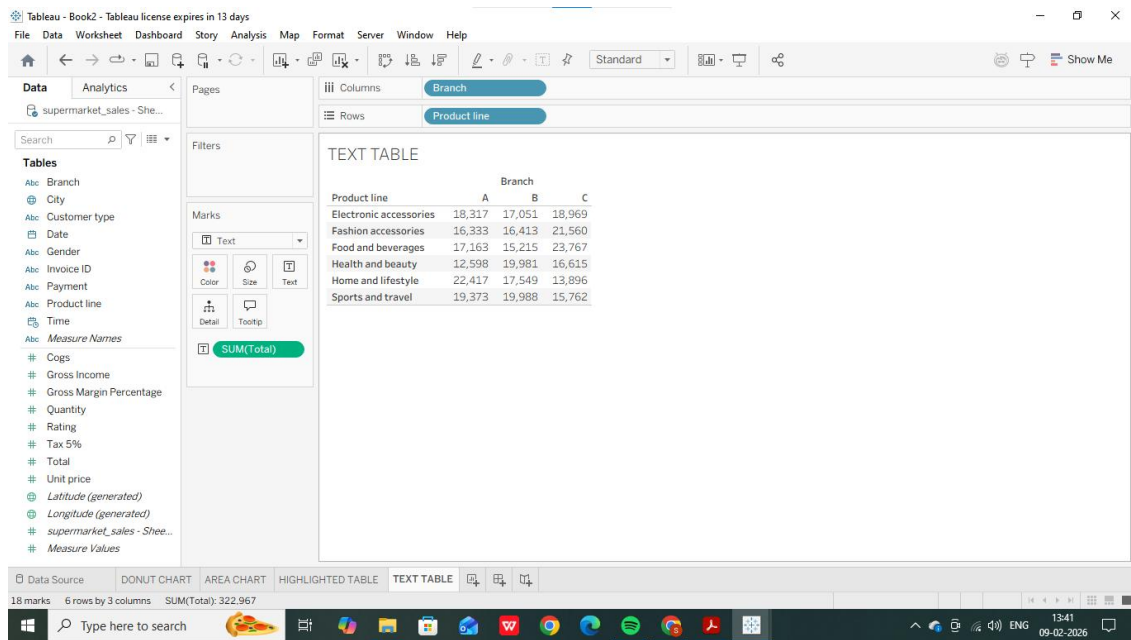 Tableau - Book2 - Tableau license expires in 13 days
File Data Worksheet Dashboard Story Analysis Map Format Server Window Help
Standard
Show Me
Data Analytics
supermarket_sales - She...
Search
Tables
Abc Branch
City
Abc Customer type
Date
Abc Gender
Abc Invoice ID
Abc Payment
Abc Product line
Time
Abc Measure Names
# Cogs
# Gross Income
# Gross Margin Percentage
# Quantity
# Rating
# Tax 5%
# Total
# Unit price
Latitude (generated)
Longitude (generated)
# supermarket_sales - Shee...
# Measure Values
Pages
Filters
Marks
T Text
Color Size Text
Detail Tooltip
T SUM(Total)
Columns Branch
Rows Product line
TEXT TABLE
Branch
Product line A B C
Electronic accessories 18,317 17,051 18,969
Fashion accessories 16,333 16,413 21,560
Food and beverages 17,163 15,215 23,767
Health and beauty 12,598 19,981 16,615
Home and lifestyle 22,417 17,549 13,896
Sports and travel 19,373 19,988 15,762
Data Source DONUT CHART AREA CHART HIGHLIGHTED TABLE TEXT TABLE
18 marks 6 rows by 3 columns SUM(Total): 322,967
Type here to search
ENG
13:41
09-02-2026